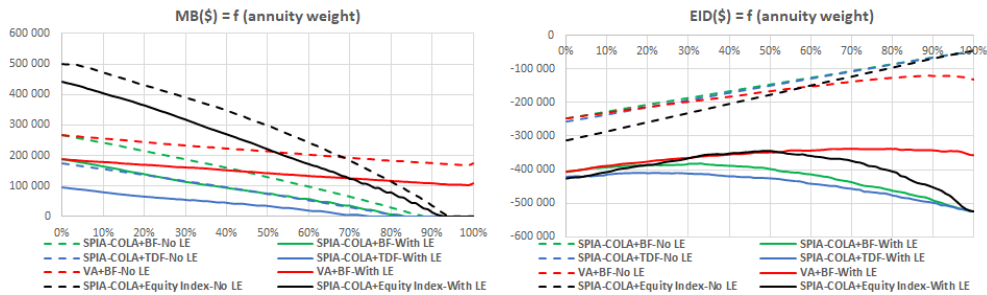 MB($) = f (annuity weight)
600 000
500 000
400 000
300 000
200 000
100 000
0
0% 10% 20% 30% 40% 50% 60% 70% 80% 90% 100%
SPIA-COLA+BF-No LE SPIA-COLA+BF-With LE
SPIA-COLA+TDF-No LE SPIA-COLA+TDF-With LE
VA+BF-No LE VA+BF-With LE
SPIA-COLA+Equity Index-No LE SPIA-COLA+Equity Index-With LE
EID($) = f (annuity weight)
0
0% 10% 20% 30% 40% 50% 60% 70% 80% 90% 100%
-100 000
-200 000
-300 000
-400 000
-500 000
-600 000
SPIA-COLA+BF-No LE SPIA-COLA+BF-With LE
SPIA-COLA+TDF-No LE SPIA-COLA+TDF-With LE
VA+BF-No LE VA+BF-With LE
SPIA-COLA+Equity Index-No LE SPIA-COLA+Equity Index-With LE